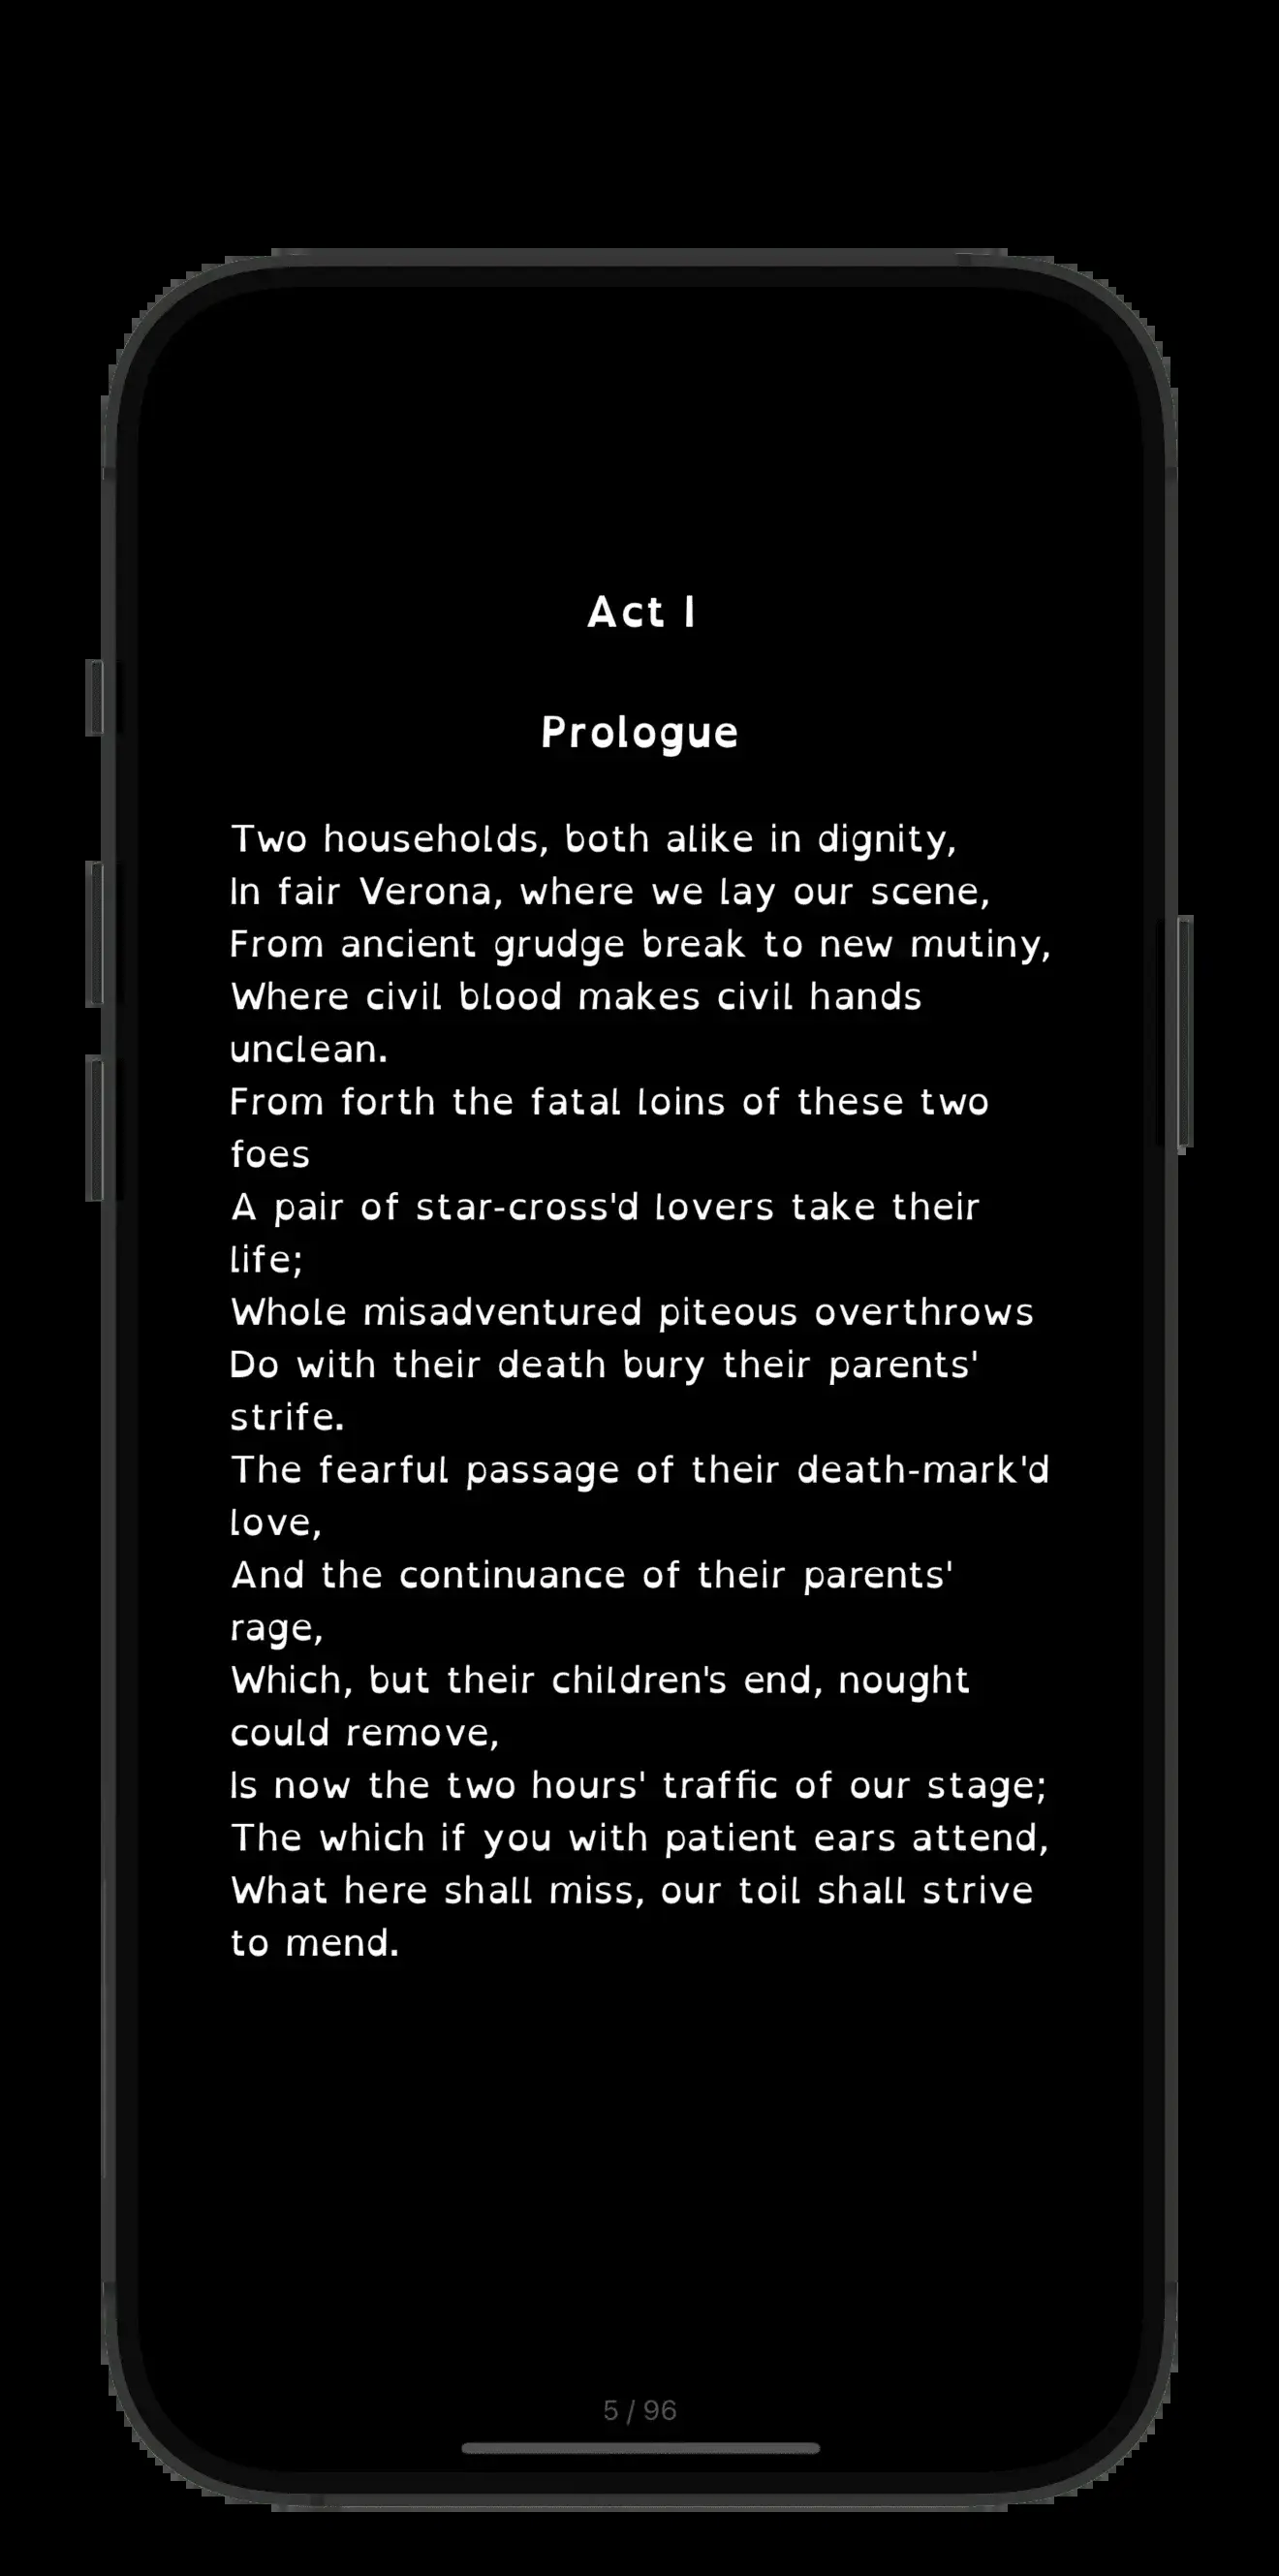 Act I
Prologue
Two households, both alike in dignity,
In fair Verona, where we lay our scene,
From ancient grudge break to new mutiny,
Where civil blood makes civil hands
unclean.
From forth the fatal loins of these two
foes
A pair of star-cross'd lovers take their
life;
Whole misadventured piteous overthrows
Do with their death bury their parents'
strife.
The fearful passage of their death-mark'd
love,
And the continuance of their parents'
rage,
Which, but their children's end, nought
could remove,
Is now the two hours' traffic of our stage;
The which if you with patient ears attend,
What here shall miss, our toil shall strive
to mend.
5 / 96